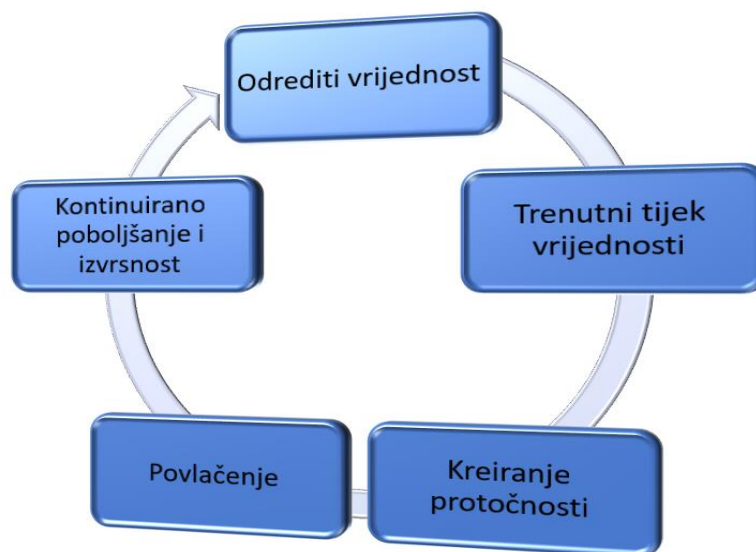 Odrediti vrijednost
Trenutni tijek
vrijednosti
Kreiranje
protočnosti
Povlačenje
Kontinuirano
poboljšanje i
izvrsnost